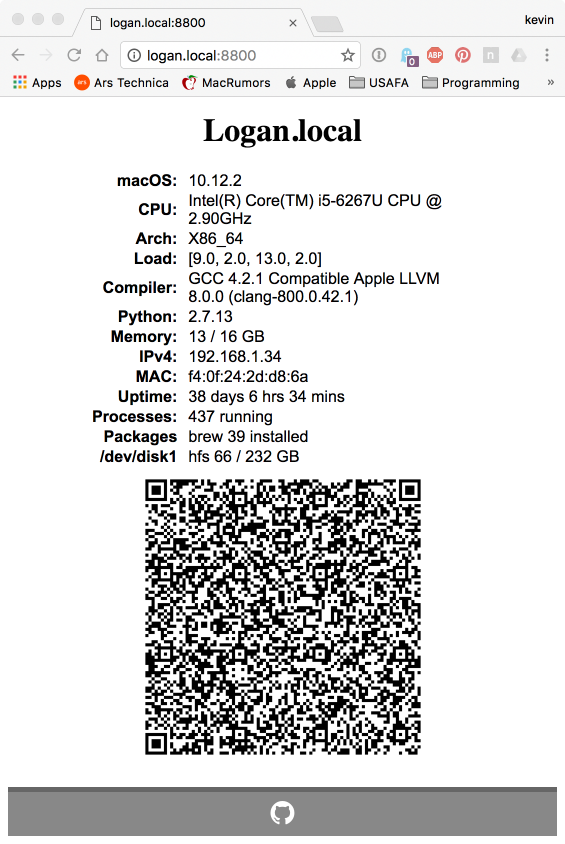 logan.local:8800
kevin
logan.local:8800
0
ABP
n
Apps
ars
Ars Technica
MacRumors
Apple
USAFA
Programming
»
Logan.local
macOS: 10.12.2
CPU: Intel(R) Core(TM) i5-6267U CPU @
2.90GHz
Arch: X86_64
Load: [9.0, 2.0, 13.0, 2.0]
Compiler: GCC 4.2.1 Compatible Apple LLVM
8.0.0 (clang-800.0.42.1)
Python: 2.7.13
Memory: 13 / 16 GB
IPv4: 192.168.1.34
MAC: f4:0f:24:2d:d8:6a
Uptime: 38 days 6 hrs 34 mins
Processes: 437 running
Packages brew 39 installed
/dev/disk1 hfs 66 / 232 GB